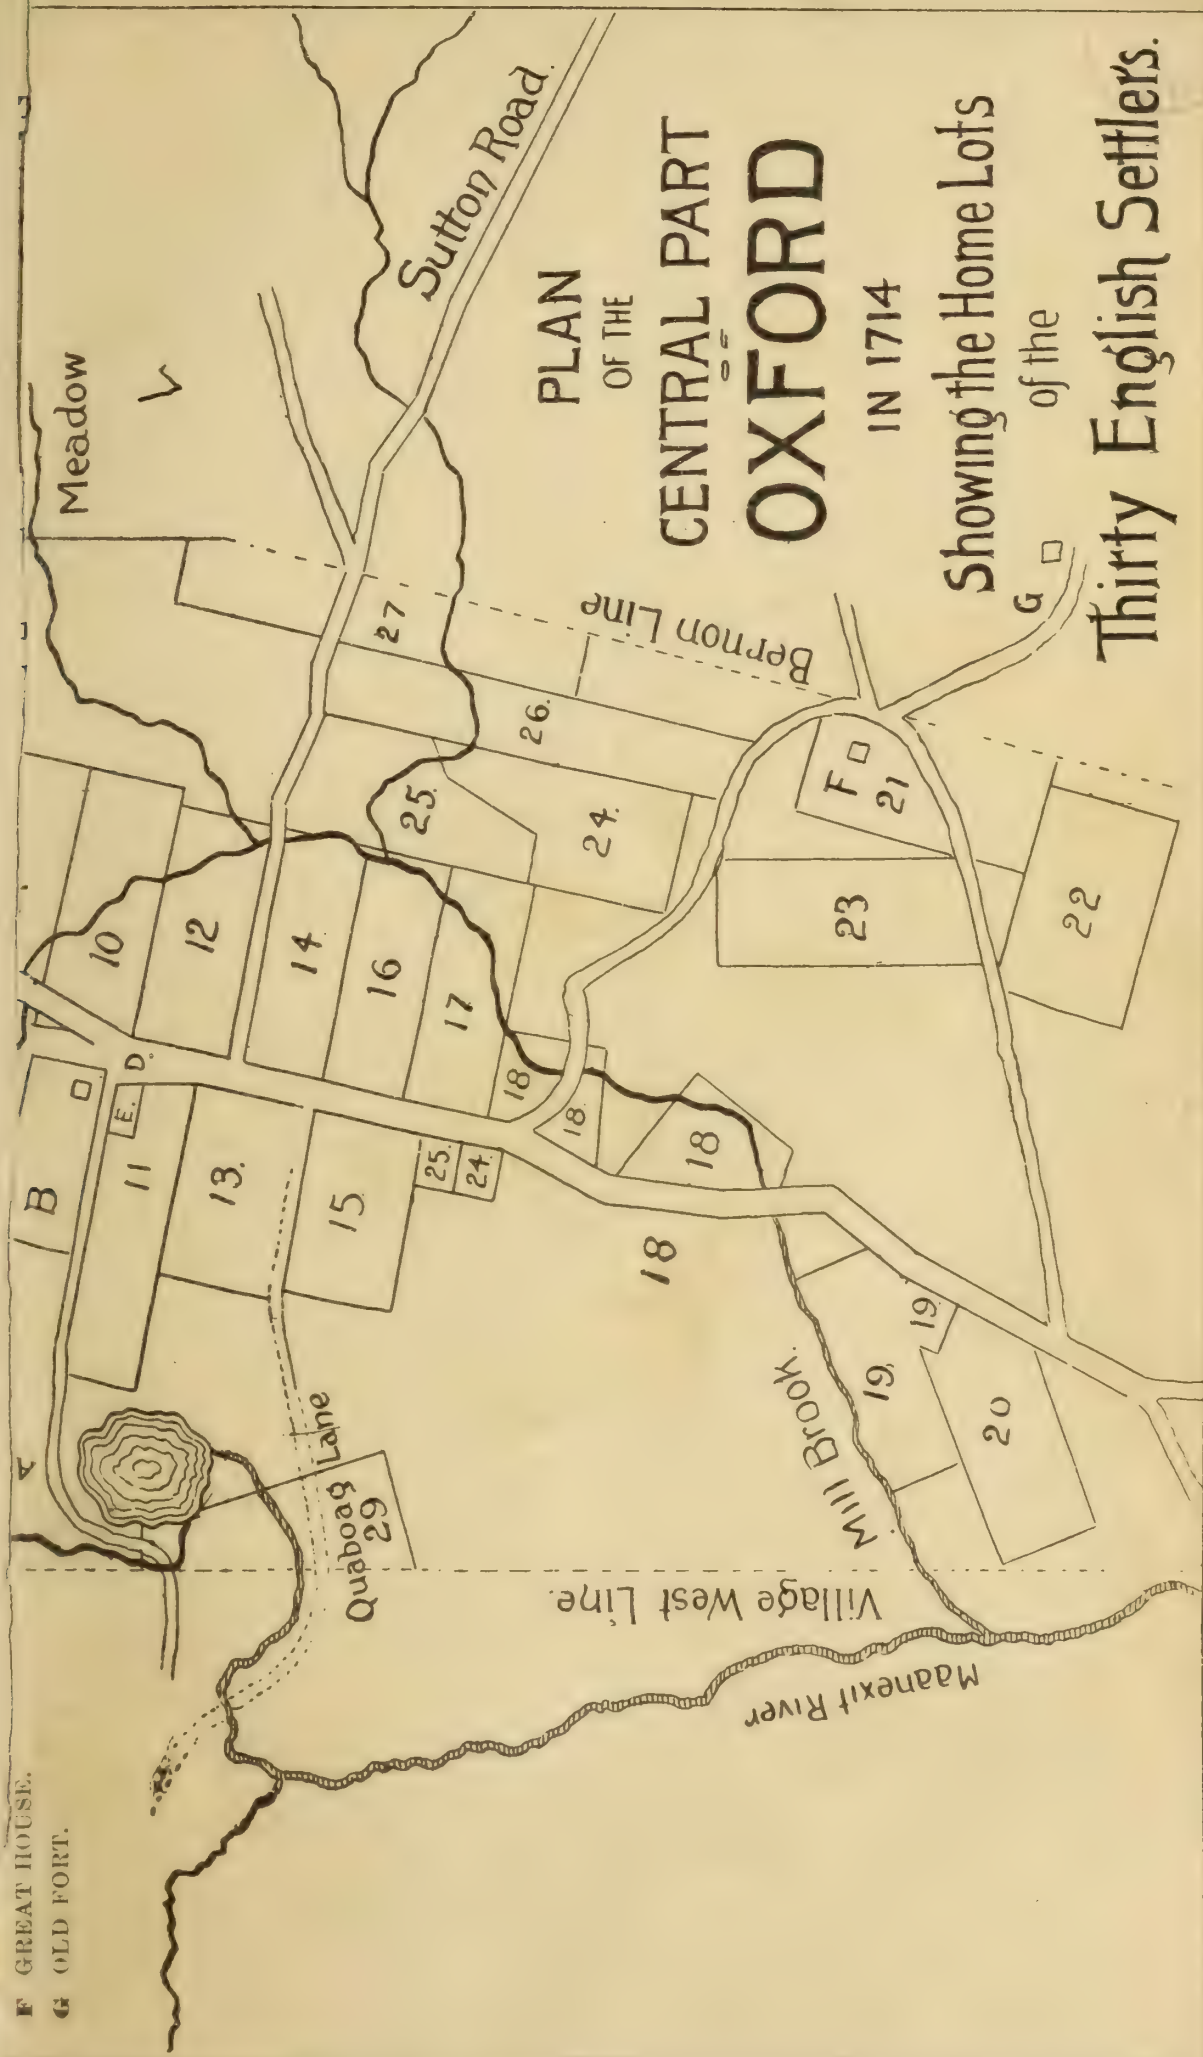 F GREAT HOUSE.
G OLD FORT.
PLAN
OF THE
CENTRAL PART
OF
OXFORD
IN 1714
Showing the Home Lots
of the
Thirty English Settlers.
Meadow
Sutton Road.
Bernon Line
Quaboag Lane
Mill Brook.
Village West Line.
Maanexit River
A
B
D.
E.
F
G
10
11
12
13.
14
15
16
17
18
18.
18
18
19
19.
20
21
22
23
24.
24.
25.
25.
26.
27
29